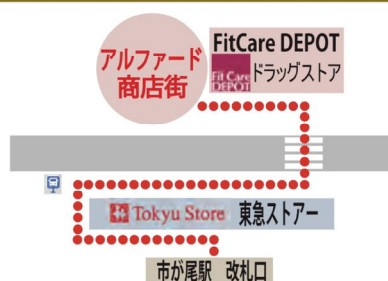 アルファード
商店街
FitCare DEPOT
Fit Care
DEPOT
ドラッグストア
Tokyu Store 東急ストアー
市が尾駅 改札口